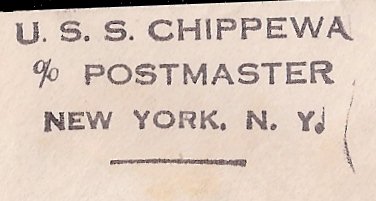 U. S. S. CHIPPEWA
% POSTMASTER
NEW YORK, N. Y.